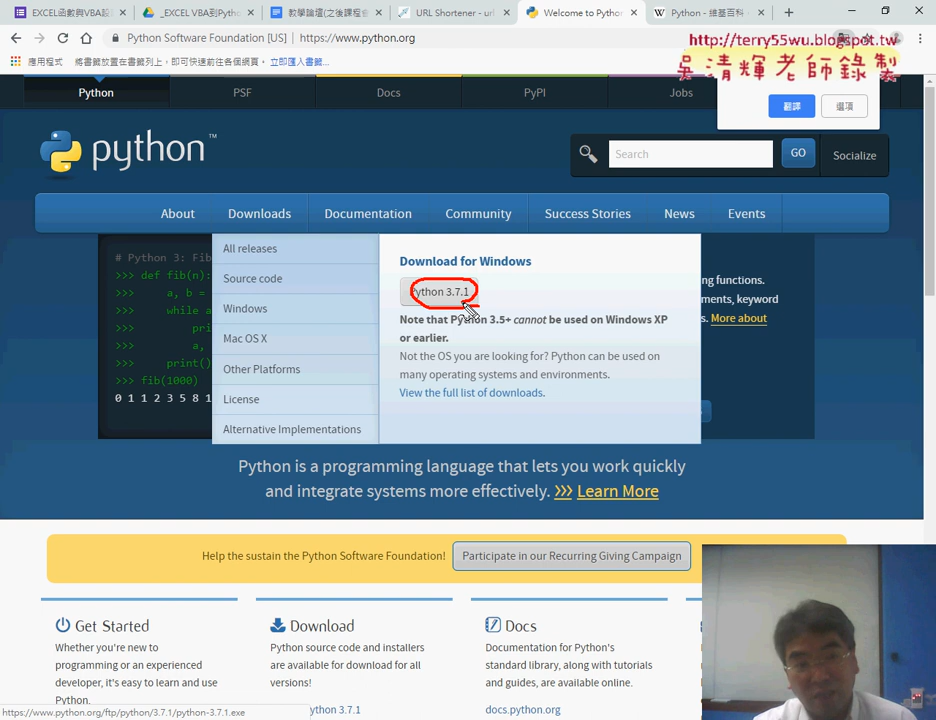 EXCEL函數與VBA設
_EXCEL VBA到Pyth
教學論壇(之後課程會
URL Shortener - url
Welcome to Pytho
Python - 維基百科
Python Software Foundation [US] | https://www.python.org
http://terry55wu.blogspot.tw
吳清輝老師錄製
應用程式 將書籤放置在書籤列上,即可快速前往各個網頁。 立即匯入書籤...
翻譯 選項
Python PSF Docs PyPI Jobs
python™
Search GO Socialize
About Downloads Documentation Community Success Stories News Events
# Python 3: Fib
>>> def fib(n):
>>> a, b =
>>> while a
>>> pri
>>> a,
>>> print()
>>> fib(1000)
0 1 1 2 3 5 8 1
All releases
Source code
Windows
Mac OS X
Other Platforms
License
Alternative Implementations
Download for Windows
Python 3.7.1
Note that Python 3.5+ cannot be used on Windows XP
or earlier.
Not the OS you are looking for? Python can be used on
many operating systems and environments.
View the full list of downloads.
ng functions.
ments, keyword
s. More about
Python is a programming language that lets you work quickly
and integrate systems more effectively. >>> Learn More
Help the sustain the Python Software Foundation! Participate in our Recurring Giving Campaign
Get Started
Whether you're new to
programming or an experienced
developer, it's easy to learn and use
Python.
Download
Python source code and installers
are available for download for all
versions!
ython 3.7.1
Docs
Documentation for Python's
standard library, along with tutorials
and guides, are available online.
docs.python.org
https://www.python.org/ftp/python/3.7.1/python-3.7.1.exe